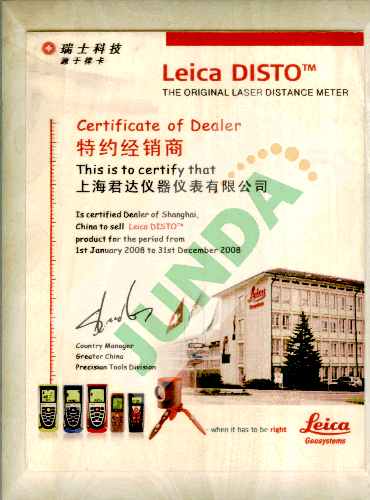 瑞士科技
源于徕卡
Leica DISTO™
THE ORIGINAL LASER DISTANCE METER
Certificate of Dealer
特约经销商
This is to certify that
上海君达仪器仪表有限公司
Is certified Dealer of Shanghai,
China to sell Leica DISTO™
product for the period from
1st January 2008 to 31st December 2008
JUNDA
Leica
Country Manager
Greater China
Precision Tools Division
- when it has to be right
Leica
Geosystems